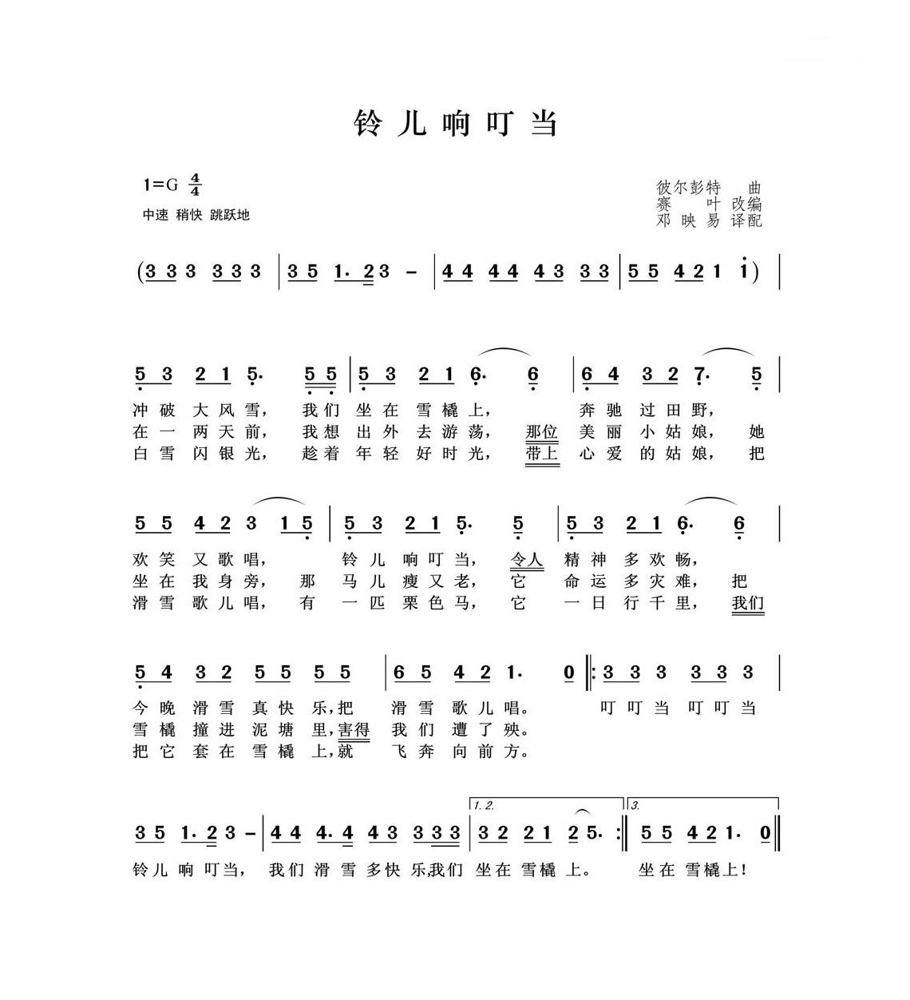 铃儿响叮当
1=G 4/4
中速 稍快 跳跃地
彼尔彭特 曲
赛 叶 改编
邓 映 易 译配
(3 3 3 3 3 3 | 3 5 1. 2 3 – | 4 4 4 4 4 3 3 3 | 5 5 4 2 1 1 ) |
5 3 2 1 5. 5 5 | 5 3 2 1 6. 6 | 6 4 3 2 7. 5 |
冲破大风雪, 我们坐在雪橇上, 奔驰过田野,
在一两天前, 我想出外去游荡, 那位美丽小姑娘, 她
白雪闪银光, 趁着年轻好时光, 带上心爱的姑娘, 把
5 5 4 2 3 1 5 | 5 3 2 1 5. 5 | 5 3 2 1 6. 6 |
欢笑又歌唱, 铃儿响叮当, 令人精神多欢畅,
坐在我身旁, 那马儿瘦又老, 它命运多灾难, 把
滑雪歌儿唱, 有一匹栗色马, 它一日行千里, 我们
5 4 3 2 5 5 5 5 | 6 5 4 2 1. 0 ‖: 3 3 3 3 3 3 |
今晚滑雪真快乐,把 滑雪歌儿唱。 叮叮当叮叮当
雪橇撞进泥塘里,害得 我们遭了殃。
把它套在雪橇上,就 飞奔向前方。
1. 2. 3.
3 5 1. 2 3 – | 4 4 4. 4 4 3 3 3 3 | 3 2 2 1 2 5. :‖ 5 5 4 2 1. 0 ‖
铃儿响叮当, 我们滑雪多快乐,我们 坐在雪橇上。 坐在雪橇上!